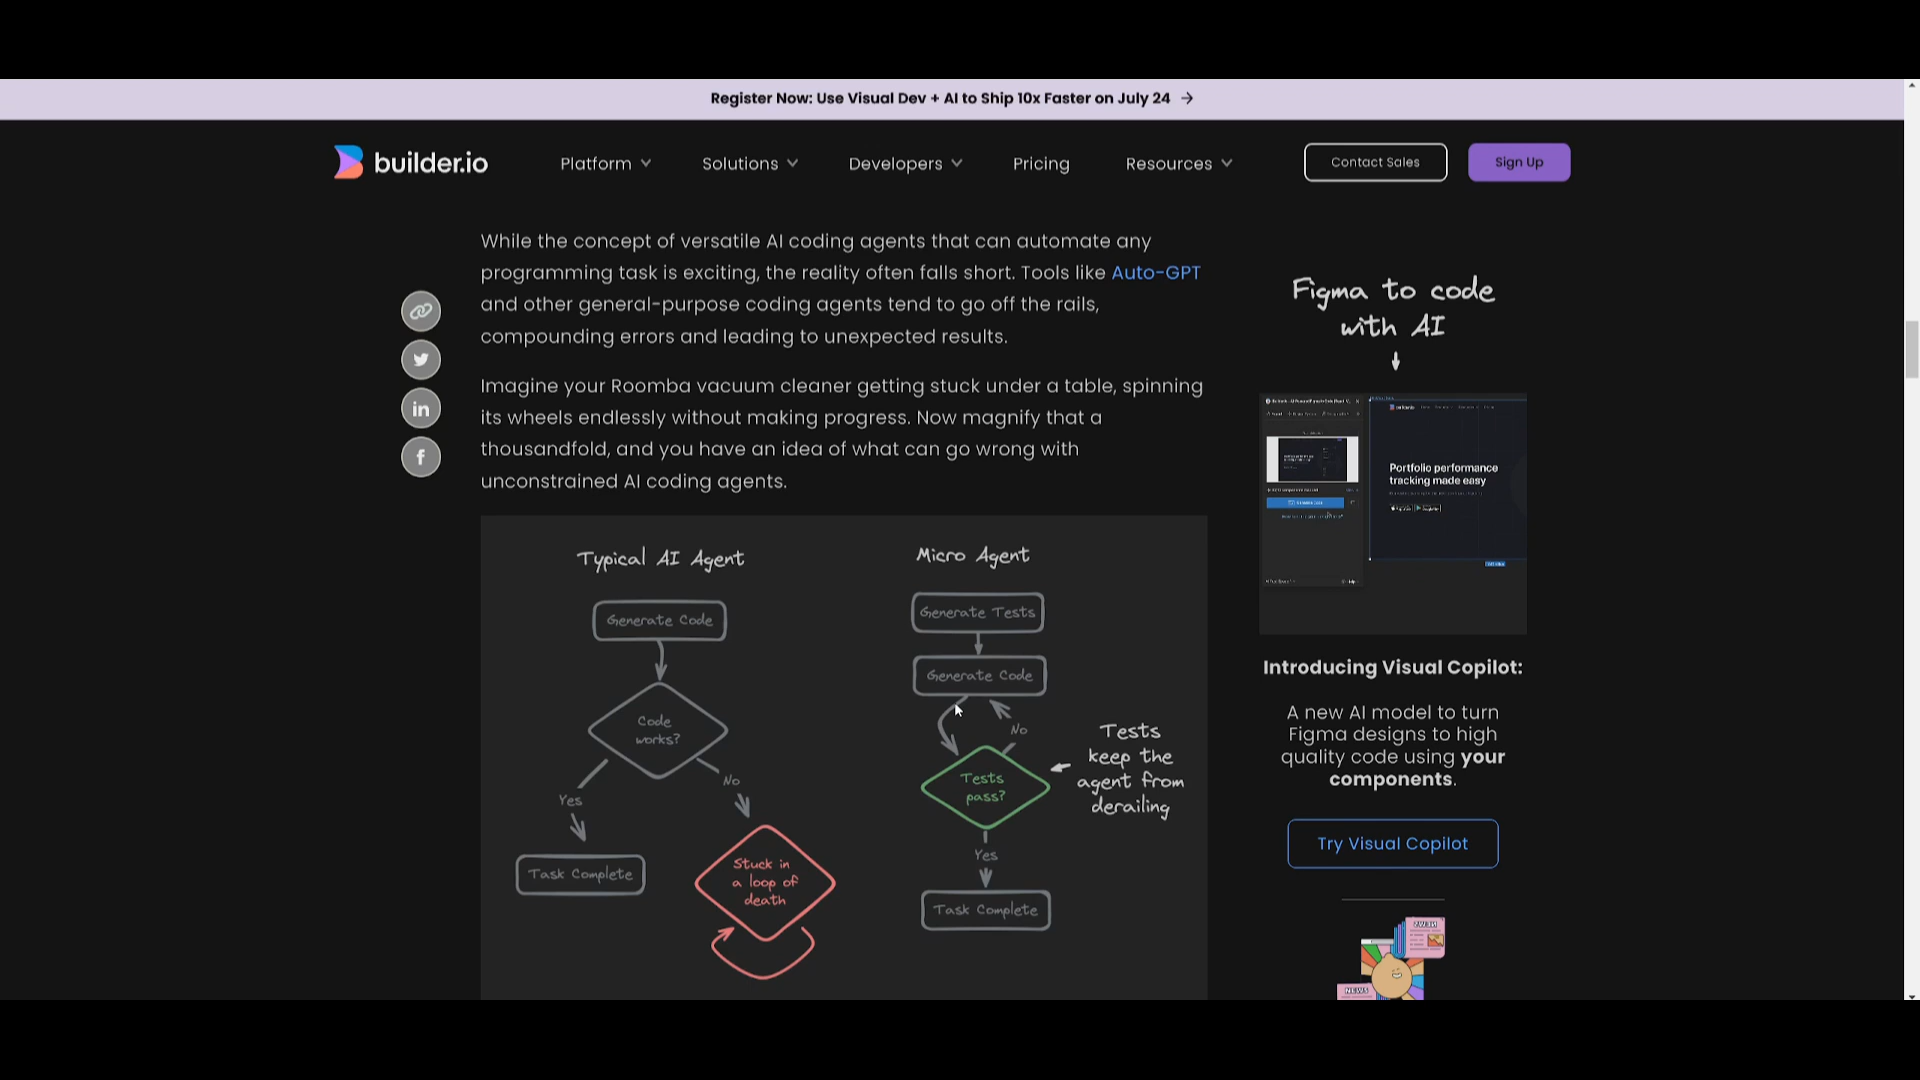 Register Now: Use Visual Dev + AI to Ship 10x Faster on July 24 →
builder.io
Platform
Solutions
Developers
Pricing
Resources
Contact Sales
Sign Up
While the concept of versatile AI coding agents that can automate any
programming task is exciting, the reality often falls short. Tools like Auto-GPT
and other general-purpose coding agents tend to go off the rails,
compounding errors and leading to unexpected results.
Imagine your Roomba vacuum cleaner getting stuck under a table, spinning
its wheels endlessly without making progress. Now magnify that a
thousandfold, and you have an idea of what can go wrong with
unconstrained AI coding agents.
Typical AI Agent
Generate Code
Code
works?
Yes
No
Task Complete
Stuck in
a loop of
death
Micro Agent
Generate Tests
Generate Code
No
Tests
pass?
Yes
Task Complete
Tests
keep the
agent from
derailing
Figma to code
with AI
Portfolio performance
tracking made easy
Introducing Visual Copilot:
A new AI model to turn
Figma designs to high
quality code using your
components.
Try Visual Copilot
NEWS